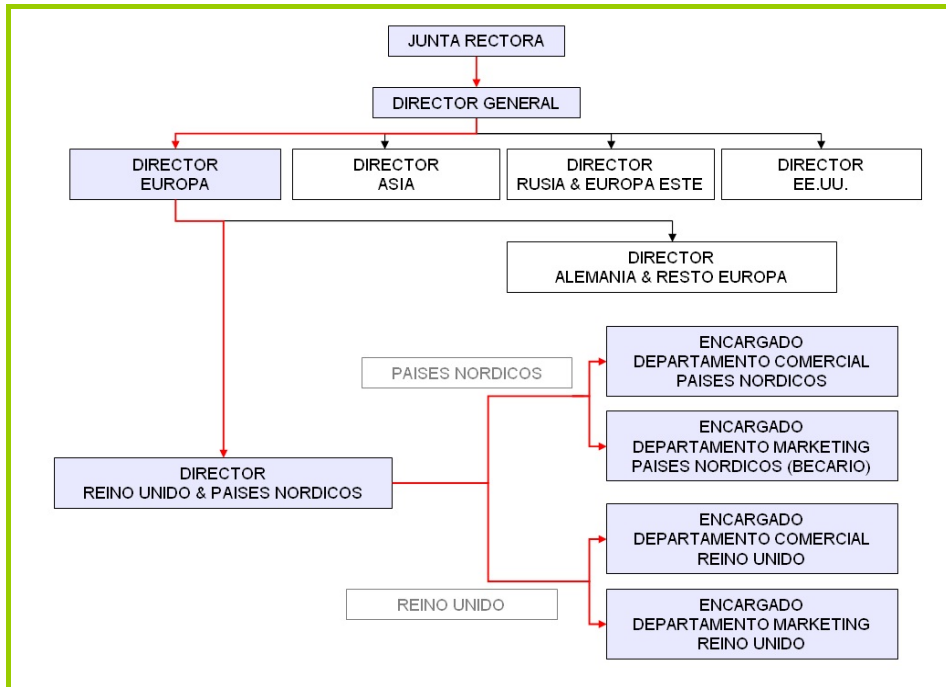 JUNTA RECTORA
DIRECTOR GENERAL
DIRECTOR
EUROPA
DIRECTOR
ASIA
DIRECTOR
RUSIA & EUROPA ESTE
DIRECTOR
EE.UU.
DIRECTOR
ALEMANIA & RESTO EUROPA
PAISES NORDICOS
ENCARGADO
DEPARTAMENTO COMERCIAL
PAISES NORDICOS
ENCARGADO
DEPARTAMENTO MARKETING
PAISES NORDICOS (BECARIO)
DIRECTOR
REINO UNIDO & PAISES NORDICOS
ENCARGADO
DEPARTAMENTO COMERCIAL
REINO UNIDO
REINO UNIDO
ENCARGADO
DEPARTAMENTO MARKETING
REINO UNIDO